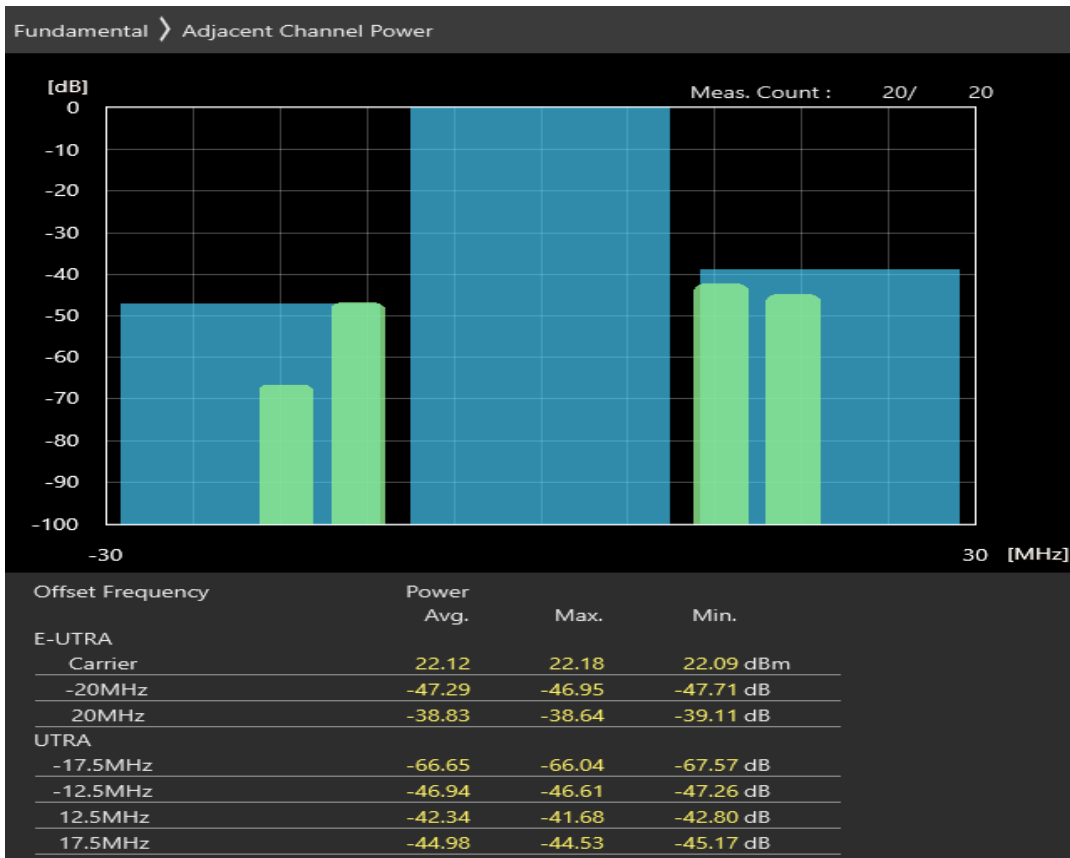 Fundamental 〉 Adjacent Channel Power
[dB]
Meas. Count : 20/ 20
0
-10
-20
-30
-40
-50
-60
-70
-80
-90
-100
-30 30 [MHz]
Offset Frequency Power
Avg. Max. Min.
E-UTRA
Carrier 22.12 22.18 22.09 dBm
-20MHz -47.29 -46.95 -47.71 dB
20MHz -38.83 -38.64 -39.11 dB
UTRA
-17.5MHz -66.65 -66.04 -67.57 dB
-12.5MHz -46.94 -46.61 -47.26 dB
12.5MHz -42.34 -41.68 -42.80 dB
17.5MHz -44.98 -44.53 -45.17 dB